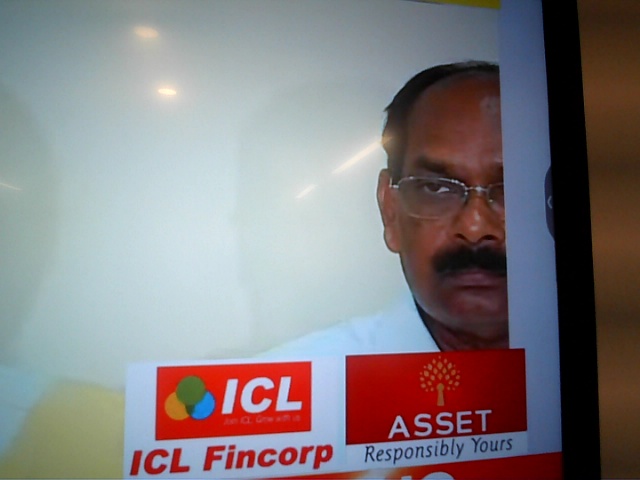 ICL
Join ICL. Grow with us
ICL Fincorp
ASSET
Responsibly Yours